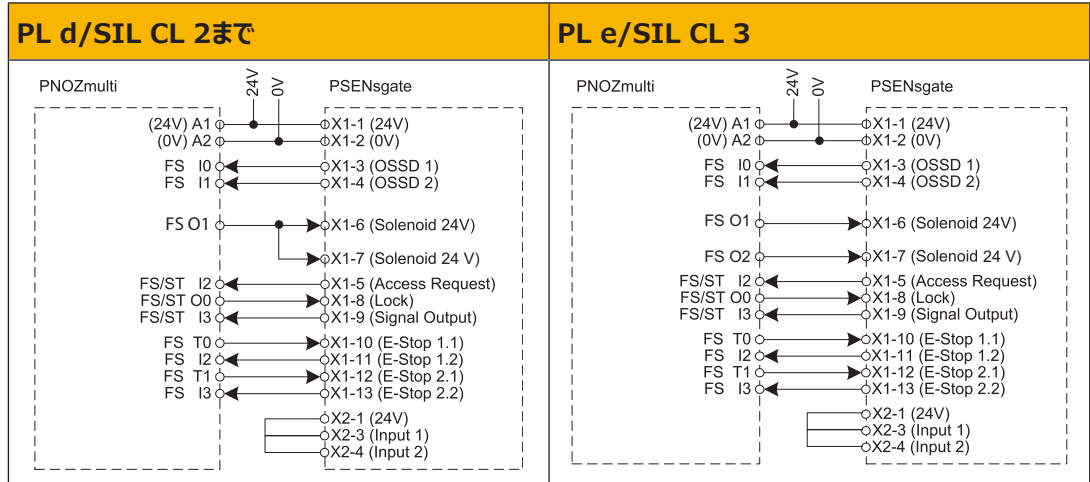 PL d/SIL CL 2まで
PNOZmulti
24V
0V
PSENsgate
(24V) A1
X1-1 (24V)
(0V) A2
X1-2 (0V)
FS I0
X1-3 (OSSD 1)
FS I1
X1-4 (OSSD 2)
FS O1
X1-6 (Solenoid 24V)
X1-7 (Solenoid 24 V)
FS/ST I2
X1-5 (Access Request)
FS/ST O0
X1-8 (Lock)
FS/ST I3
X1-9 (Signal Output)
FS T0
X1-10 (E-Stop 1.1)
FS I2
X1-11 (E-Stop 1.2)
FS T1
X1-12 (E-Stop 2.1)
FS I3
X1-13 (E-Stop 2.2)
X2-1 (24V)
X2-3 (Input 1)
X2-4 (Input 2)
PL e/SIL CL 3
PNOZmulti
24V
0V
PSENsgate
(24V) A1
X1-1 (24V)
(0V) A2
X1-2 (0V)
FS I0
X1-3 (OSSD 1)
FS I1
X1-4 (OSSD 2)
FS O1
X1-6 (Solenoid 24V)
FS O2
X1-7 (Solenoid 24 V)
FS/ST I2
X1-5 (Access Request)
FS/ST O0
X1-8 (Lock)
FS/ST I3
X1-9 (Signal Output)
FS T0
X1-10 (E-Stop 1.1)
FS I2
X1-11 (E-Stop 1.2)
FS T1
X1-12 (E-Stop 2.1)
FS I3
X1-13 (E-Stop 2.2)
X2-1 (24V)
X2-3 (Input 1)
X2-4 (Input 2)